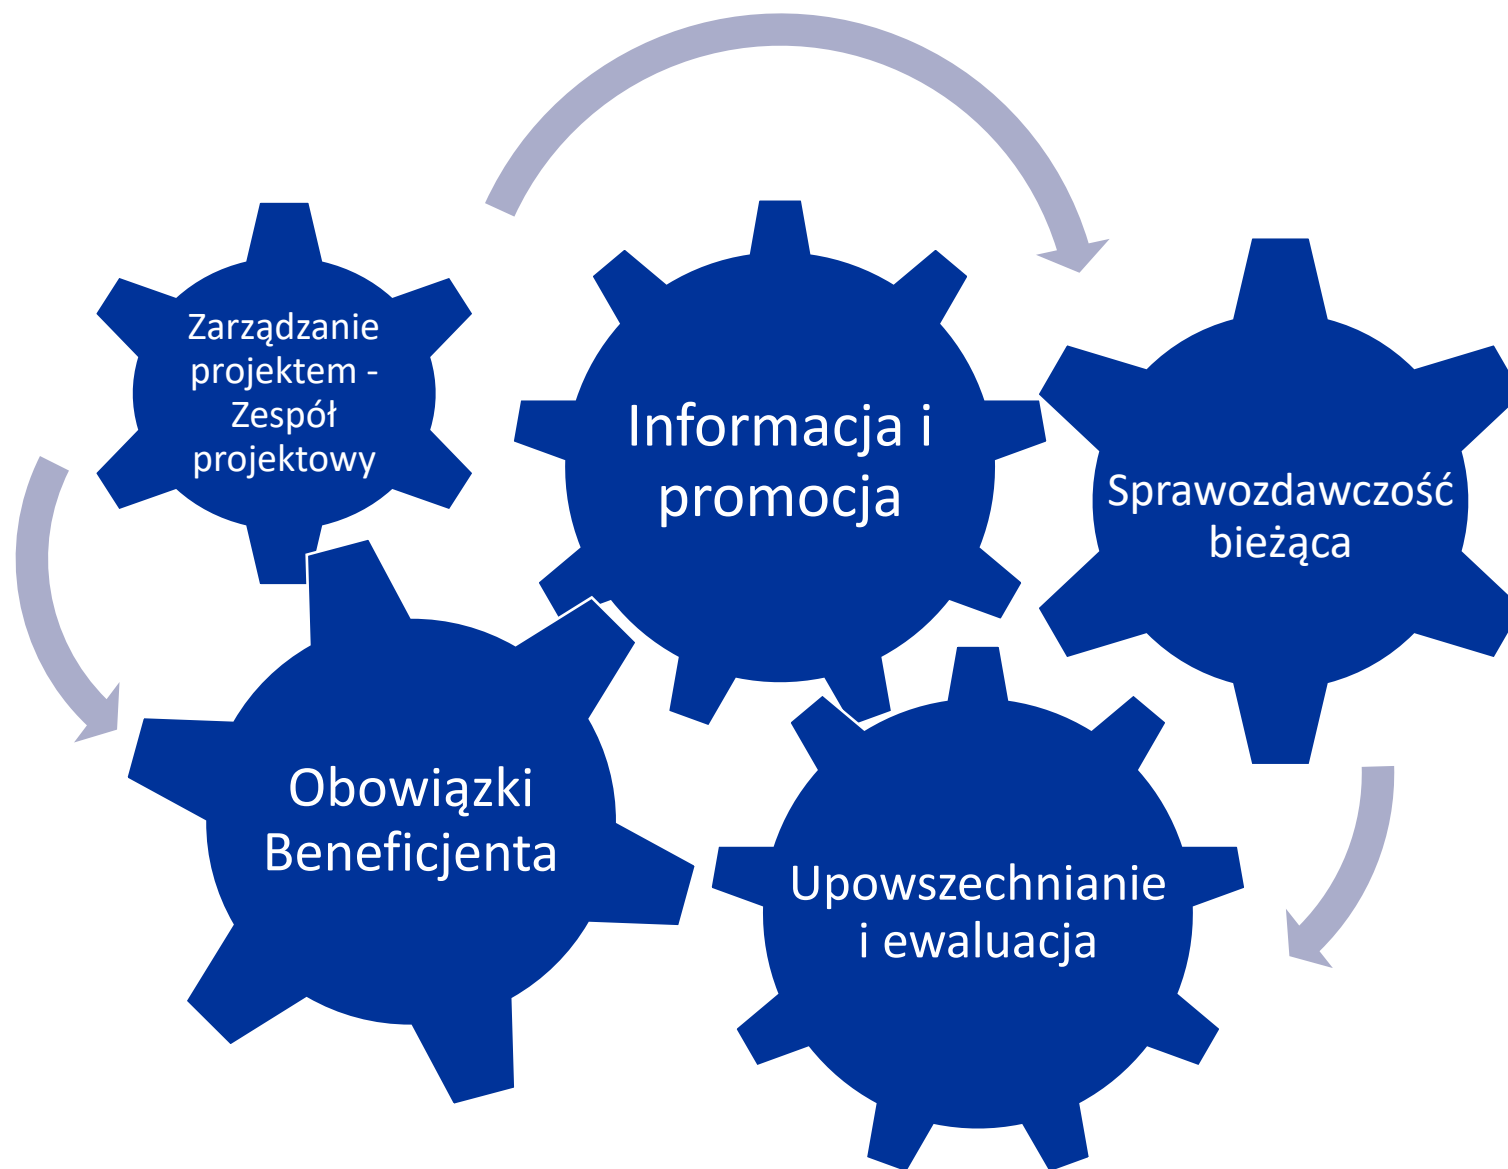 Zarządzanie
projektem -
Zespół
projektowy
Informacja i
promocja
Sprawozdawczość
bieżąca
Obowiązki
Beneficjenta
Upowszechnianie
i ewaluacja